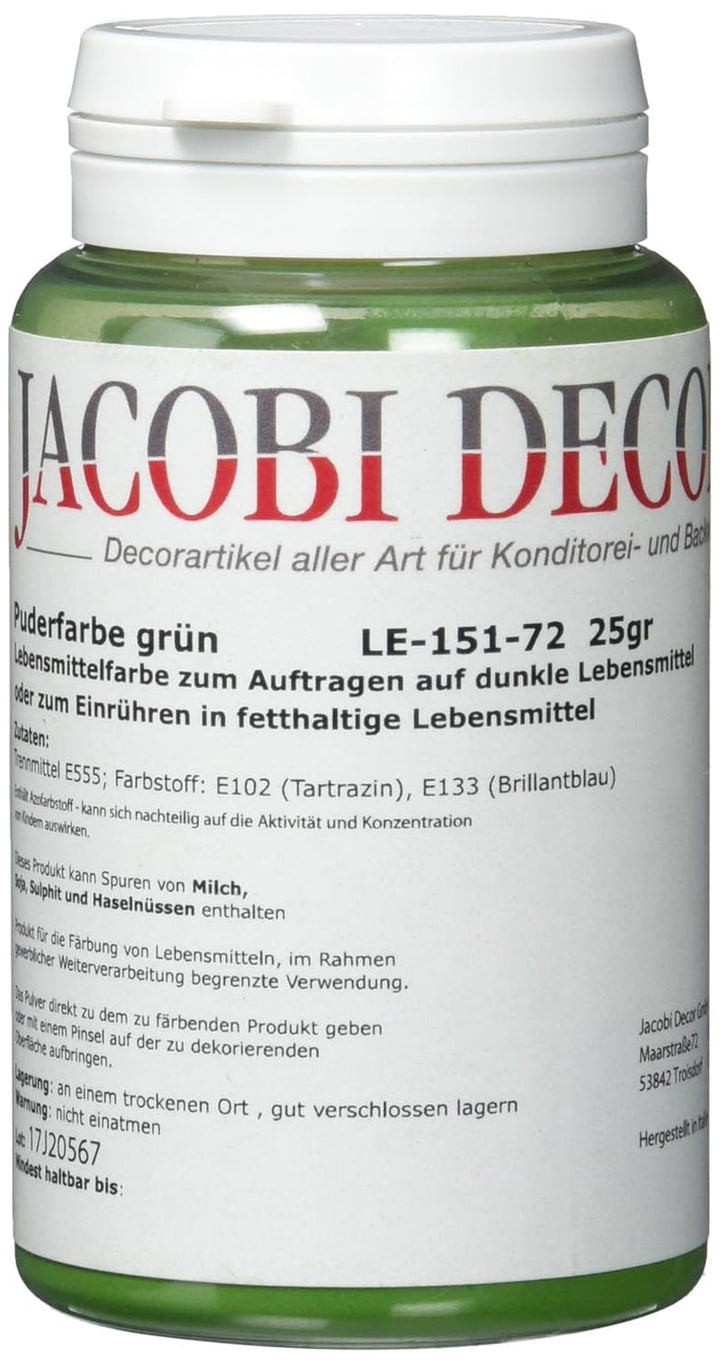 JACOBI DECOR
Decorartikel aller Art für Konditorei- und
Puderfarbe grün LE-151-72 25gr
Lebensmittelfarbe zum Auftragen auf dunkle Lebensmittel
oder zum Einrühren in fetthaltige Lebensmittel
Zutaten:
Trennmittel E555; Farbstoff: E102 (Tartrazin), E133 (Brillantblau)
Enthält Azofarbstoff - kann sich nachteilig auf die Aktivität und Konzentration
von Kindern auswirken.
Dieses Produkt kann Spuren von Milch,
Soja, Sulphit und Haselnüssen enthalten
Produkt für die Färbung von Lebensmitteln, im Rahmen
gewerblicher Weiterverarbeitung begrenzte Verwendung.
Das Pulver direkt zu dem zu färbenden Produkt geben
oder mit einem Pinsel auf der zu dekorierenden
Oberfläche aufbringen.
Lagerung: an einem trockenen Ort , gut verschlossen lagern
Warnung: nicht einatmen
Lot: 17J20567
Mindest haltbar bis:
Jacobi Decor GmbH
Maarstraße72
53842 Troisdorf
Hergestellt in Italien